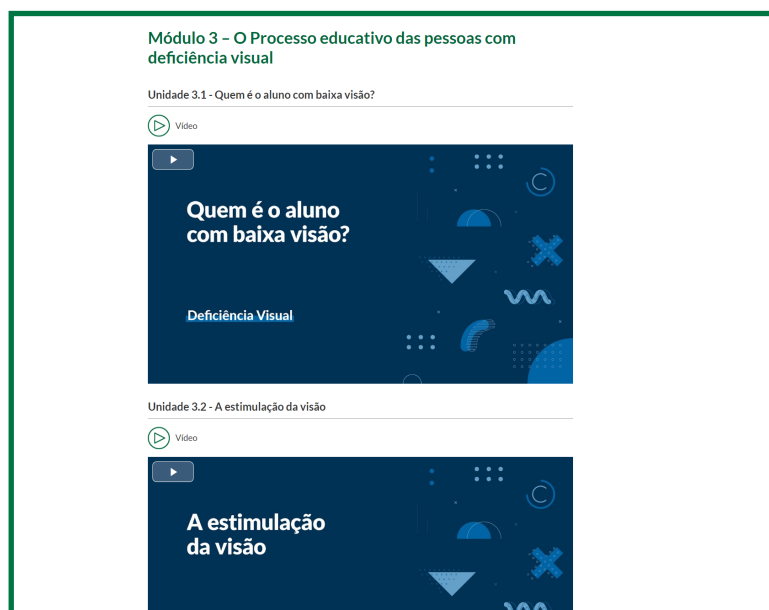 Módulo 3 – O Processo educativo das pessoas com
deficiência visual
Unidade 3.1 - Quem é o aluno com baixa visão?
Vídeo
Quem é o aluno
com baixa visão?
Deficiência Visual
Unidade 3.2 - A estimulação da visão
Vídeo
A estimulação
da visão